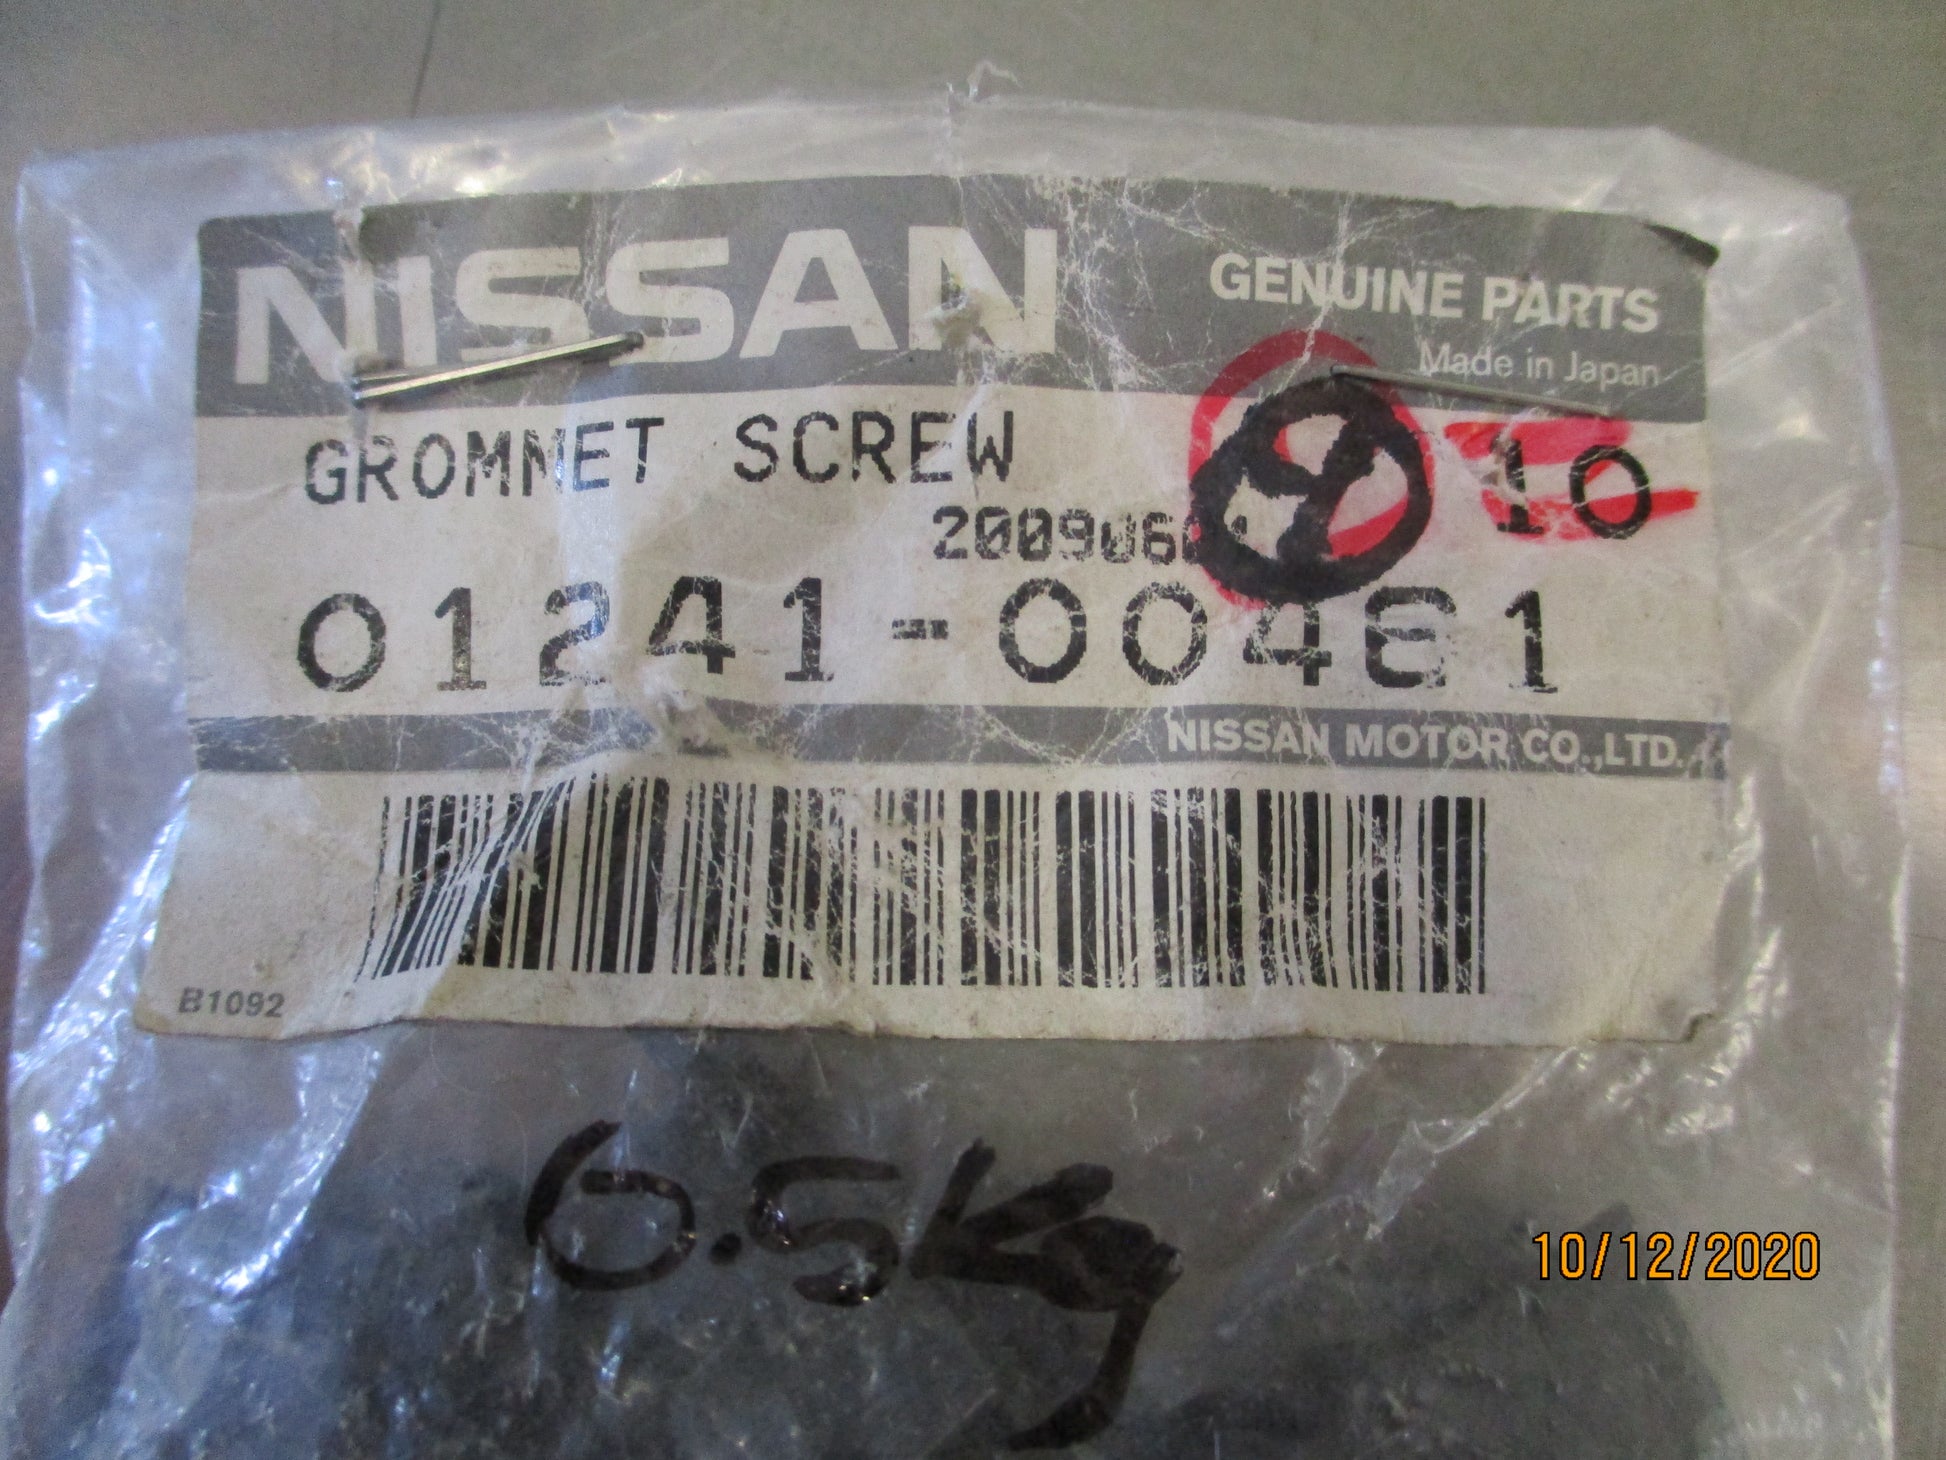 NISSAN
GENUINE PARTS
Made in Japan
GROMMET SCREW
10
01241-00461
NISSAN MOTOR CO.,LTD.
B1092
6.5Kg
10/12/2020